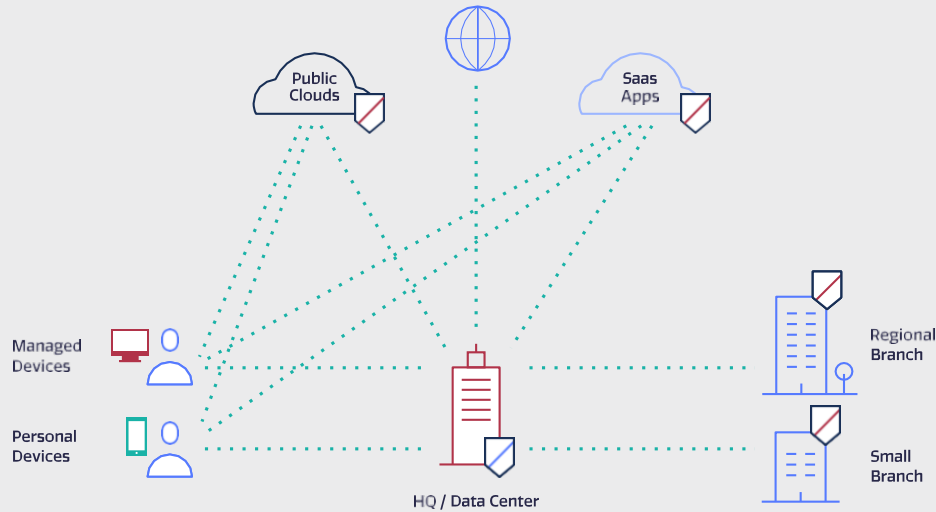 Public
Clouds
Saas
Apps
Managed
Devices
Regional
Branch
Personal
Devices
Small
Branch
HQ / Data Center